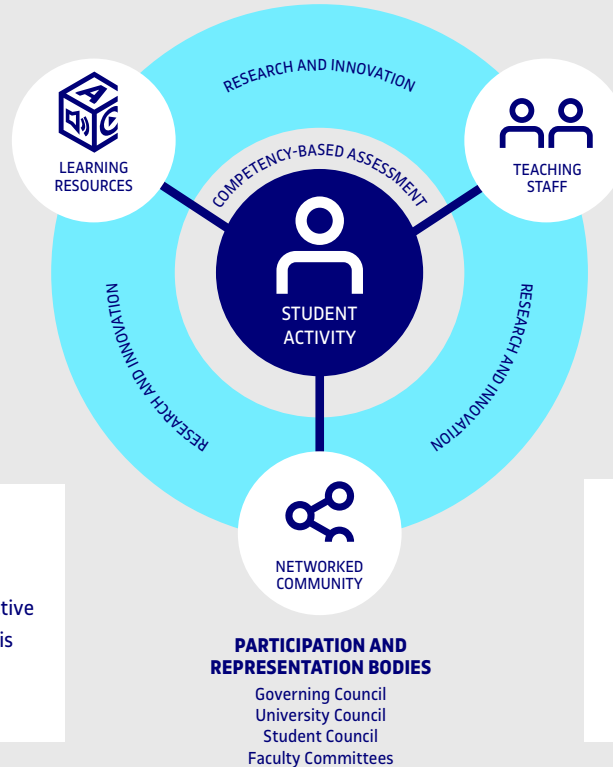 RESEARCH AND INNOVATION
LEARNING
RESOURCES
COMPETENCY-BASED ASSESSMENT
TEACHING
STAFF
STUDENT
ACTIVITY
RESEARCH AND INNOVATION
RESEARCH AND INNOVATION
NETWORKED
COMMUNITY
is
PARTICIPATION AND
REPRESENTATION BODIES
Governing Council
University Council
Student Council
Faculty Committees